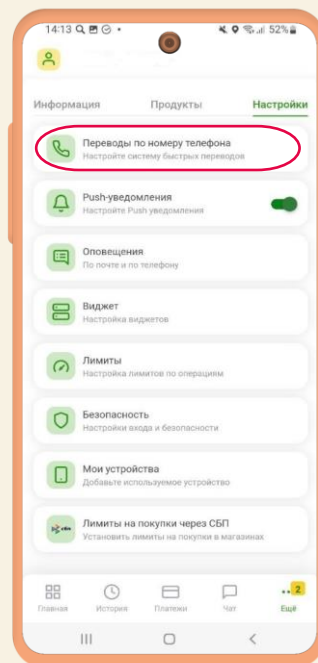 14:13
52%
Информация Продукты Настройки
Переводы по номеру телефона
Настройте систему быстрых переводов
Push-уведомления
Настройте Push уведомления
Оповещения
По почте и по телефону
Виджет
Настройка виджетов
Лимиты
Настройка лимитов по операциям
Безопасность
Настройки входа и безопасности
Мои устройства
Добавьте используемое устройство
Лимиты на покупки через СБП
Установить лимиты на покупки в магазинах
2
Главная История Платежи Чат Ещё